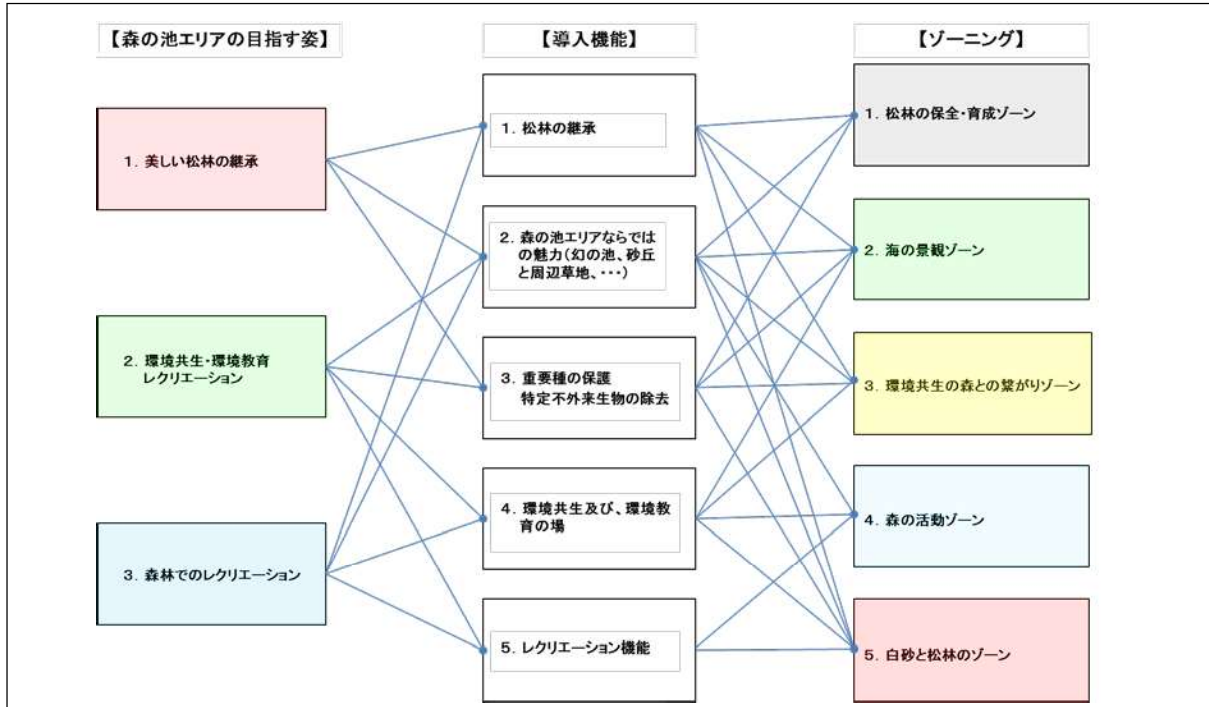 【森の池エリアの目指す姿】
1. 美しい松林の継承
2. 環境共生・環境教育
レクリエーション
3. 森林でのレクリエーション
【導入機能】
1. 松林の継承
2. 森の池エリアならでは
の魅力(幻の池、砂丘
と周辺草地、・・・)
3. 重要種の保護
特定不外来生物の除去
4. 環境共生及び、環境教
育の場
5. レクリエーション機能
【ゾーニング】
1. 松林の保全・育成ゾーン
2. 海の景観ゾーン
3. 環境共生の森との繋がりゾーン
4. 森の活動ゾーン
5. 白砂と松林のゾーン